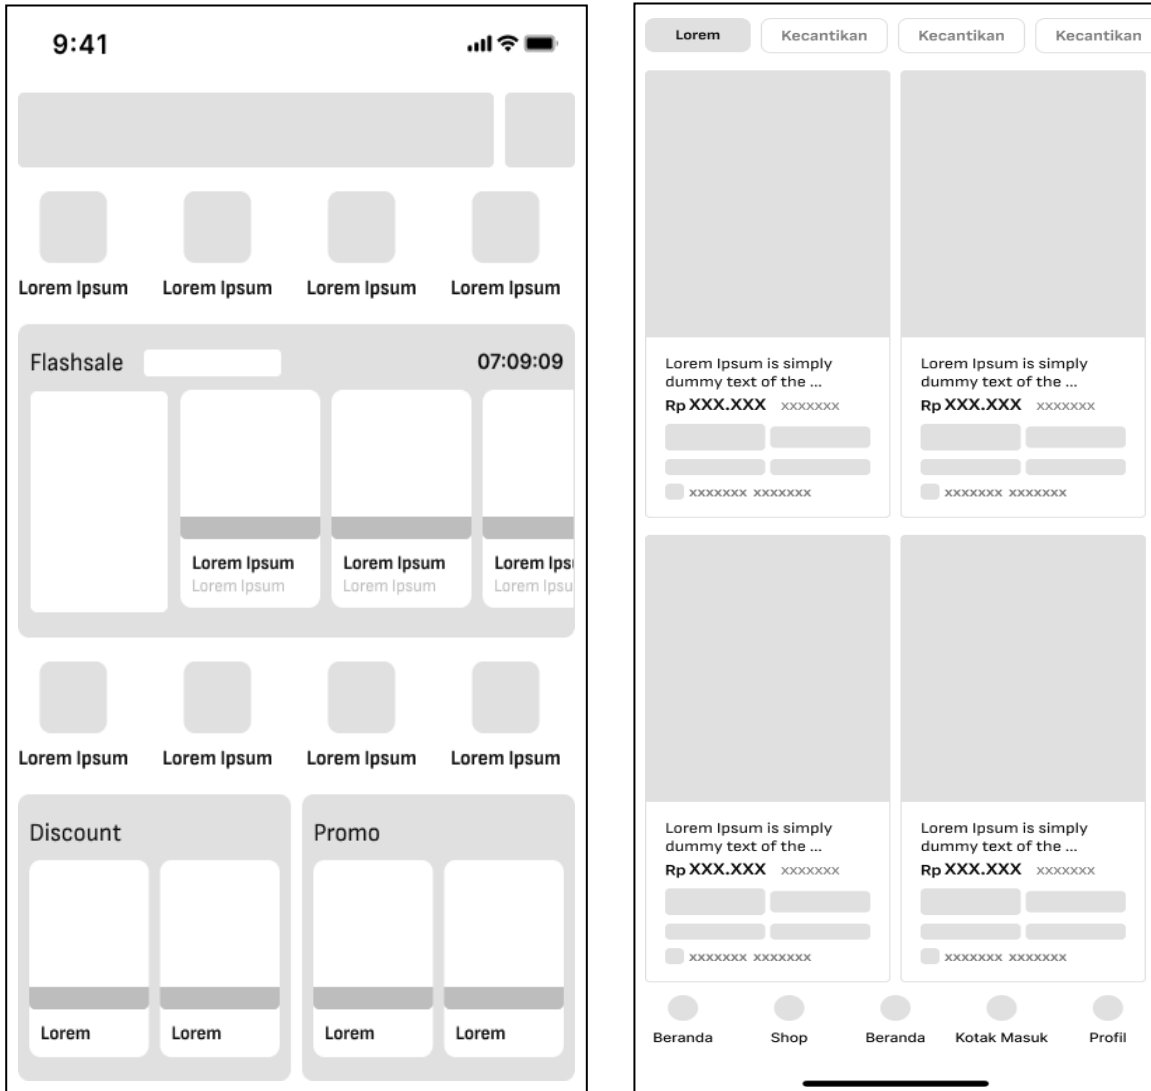 9:41
Lorem Ipsum Lorem Ipsum Lorem Ipsum Lorem Ipsum
Flashsale 07:09:09
Lorem Ipsum Lorem Ipsum Lorem Ips
Lorem Ipsum Lorem Ipsum Lorem Ipsu
Lorem Ipsum Lorem Ipsum Lorem Ipsum Lorem Ipsum
Discount Promo
Lorem Lorem Lorem Lorem
Lorem Kecantikan Kecantikan Kecantikan
Lorem Ipsum is simply
dummy text of the ...
Rp XXX.XXX xxxxxxx
xxxxxxx xxxxxxx
Lorem Ipsum is simply
dummy text of the ...
Rp XXX.XXX xxxxxxx
xxxxxxx xxxxxxx
Lorem Ipsum is simply
dummy text of the ...
Rp XXX.XXX xxxxxxx
xxxxxxx xxxxxxx
Lorem Ipsum is simply
dummy text of the ...
Rp XXX.XXX xxxxxxx
xxxxxxx xxxxxxx
Beranda Shop Beranda Kotak Masuk Profil